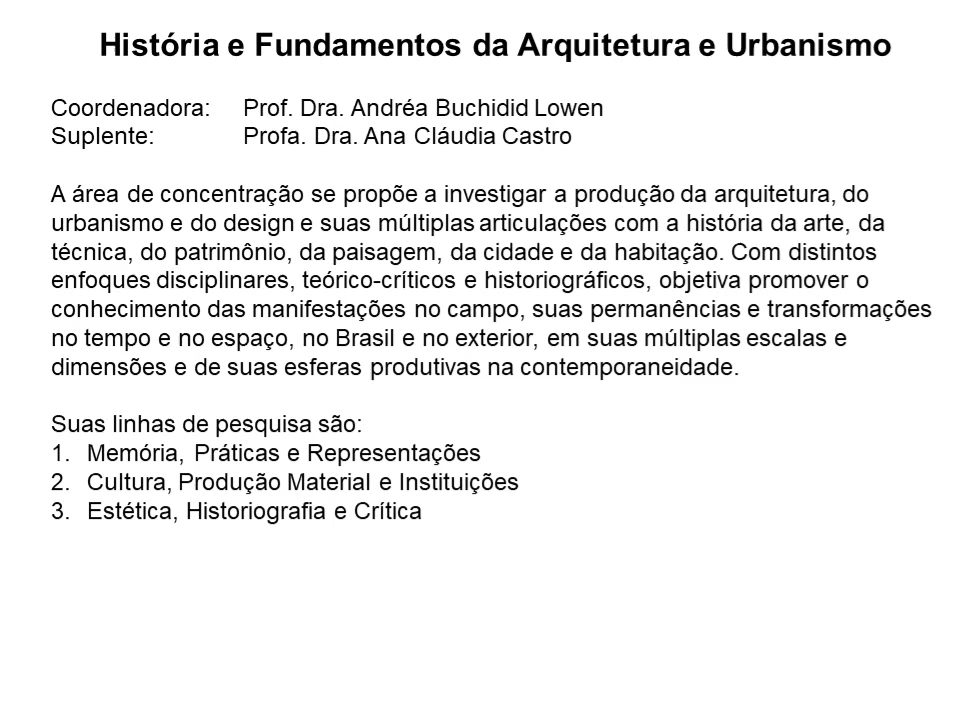 História e Fundamentos da Arquitetura e Urbanismo
Coordenadora: Prof. Dra. Andréa Buchidid Lowen
Suplente: Profa. Dra. Ana Cláudia Castro
A área de concentração se propõe a investigar a produção da arquitetura, do
urbanismo e do design e suas múltiplas articulações com a história da arte, da
técnica, do patrimônio, da paisagem, da cidade e da habitação. Com distintos
enfoques disciplinares, teórico-críticos e historiográficos, objetiva promover o
conhecimento das manifestações no campo, suas permanências e transformações
no tempo e no espaço, no Brasil e no exterior, em suas múltiplas escalas e
dimensões e de suas esferas produtivas na contemporaneidade.
Suas linhas de pesquisa são:
1. Memória, Práticas e Representações
2. Cultura, Produção Material e Instituições
3. Estética, Historiografia e Crítica